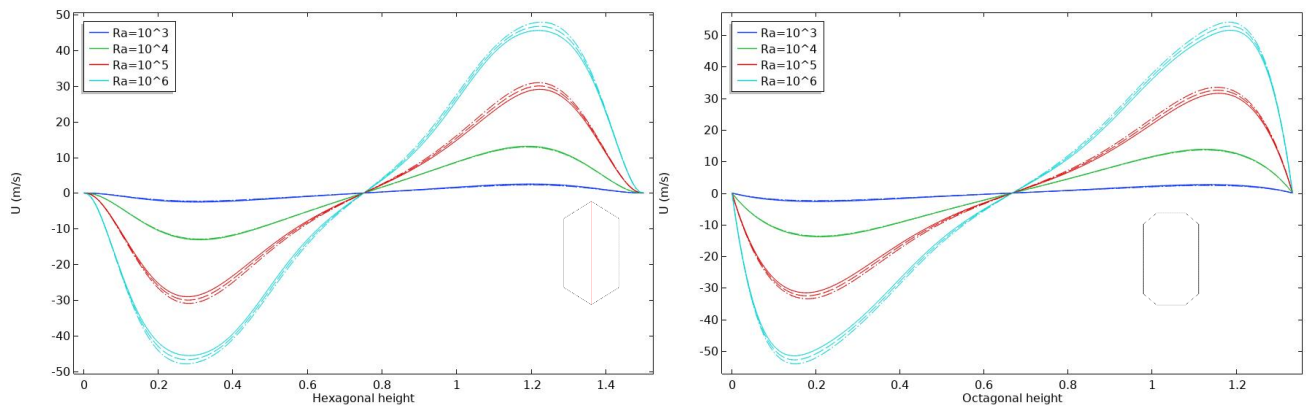 Ra=10^3
Ra=10^4
Ra=10^5
Ra=10^6
50
40
30
20
10
0
-10
-20
-30
-40
-50
U (m/s)
0 0.2 0.4 0.6 0.8 1 1.2 1.4
Hexagonal height
Ra=10^3
Ra=10^4
Ra=10^5
Ra=10^6
50
40
30
20
10
0
-10
-20
-30
-40
-50
U (m/s)
0 0.2 0.4 0.6 0.8 1 1.2
Octagonal height